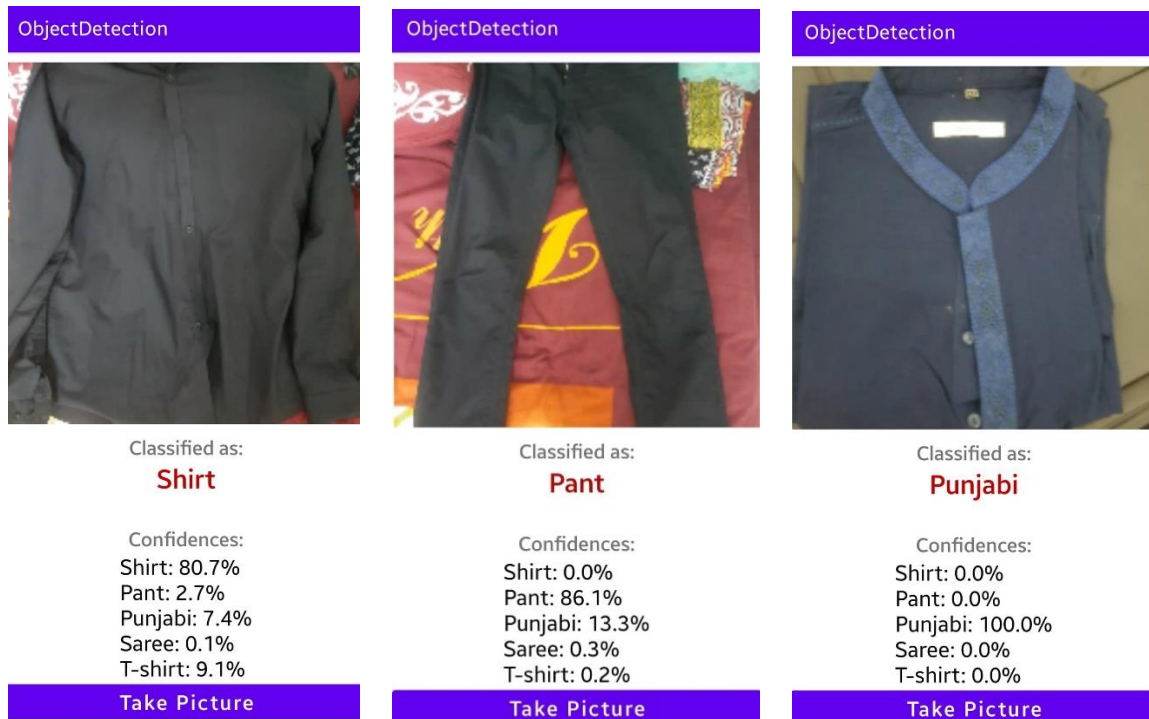 ObjectDetection
Classified as:
Shirt
Confidences:
Shirt: 80.7%
Pant: 2.7%
Punjabi: 7.4%
Saree: 0.1%
T-shirt: 9.1%
Take Picture
ObjectDetection
Classified as:
Pant
Confidences:
Shirt: 0.0%
Pant: 86.1%
Punjabi: 13.3%
Saree: 0.3%
T-shirt: 0.2%
Take Picture
ObjectDetection
Classified as:
Punjabi
Confidences:
Shirt: 0.0%
Pant: 0.0%
Punjabi: 100.0%
Saree: 0.0%
T-shirt: 0.0%
Take Picture